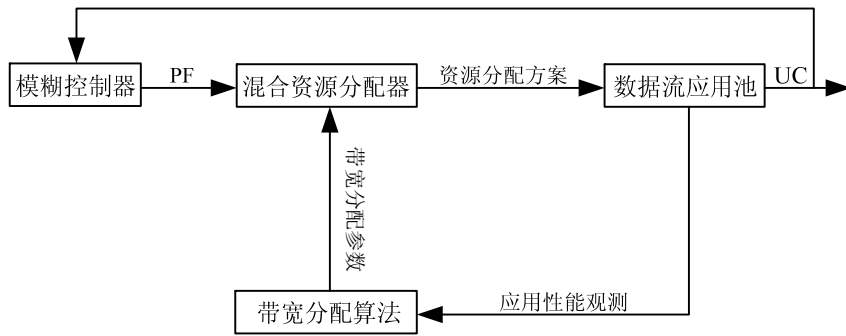 模糊控制器
PF
混合资源分配器
资源分配方案
数据流应用池
UC
带宽分配参数
带宽分配算法
应用性能观测